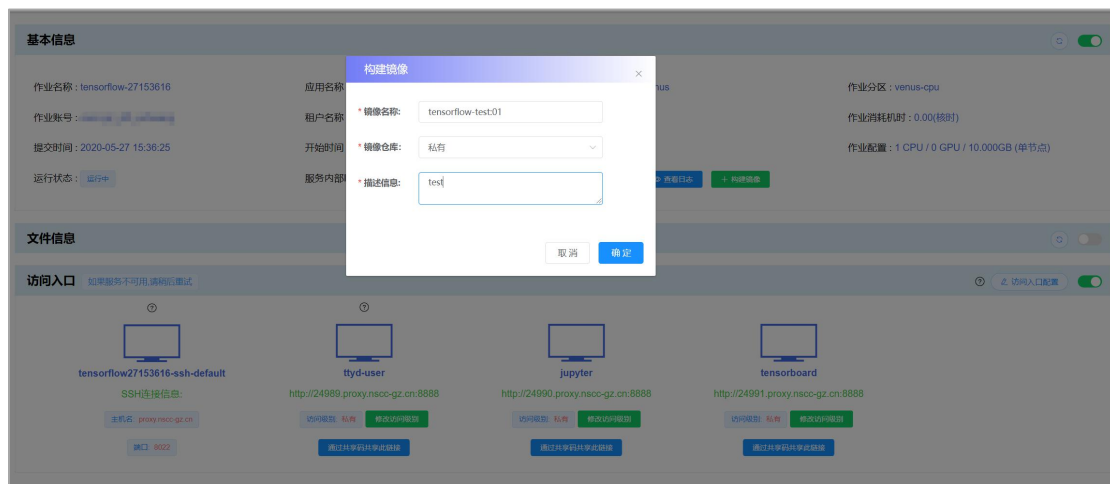 基本信息
构建镜像
作业名称 : tensorflow-27153616
应用名称
nus
作业分区 : venus-cpu
* 镜像名称:
tensorflow-test:01
作业账号 :
租户名称
作业消耗机时 : 0.00(核时)
* 镜像仓库:
私有
提交时间 : 2020-05-27 15:36:25
开始时间
作业配置 : 1 CPU / 0 GPU / 10.000GB (单节点)
* 描述信息:
test
运行状态 : 运行中
服务内部
查看日志
+ 构建镜像
文件信息
取 消
确 定
访问入口
如果服务不可用,请稍后重试
访问入口配置
tensorflow27153616-ssh-default
ttyd-user
jupyter
tensorboard
SSH连接信息:
http://24989.proxy.nscc-gz.cn:8888
http://24990.proxy.nscc-gz.cn:8888
http://24991.proxy.nscc-gz.cn:8888
主机名 proxy.nscc-gz.cn
访问级别 私有 修改访问级别
访问级别 私有 修改访问级别
访问级别 私有 修改访问级别
端口 6022
通过共享码共享此链接
通过共享码共享此链接
通过共享码共享此链接